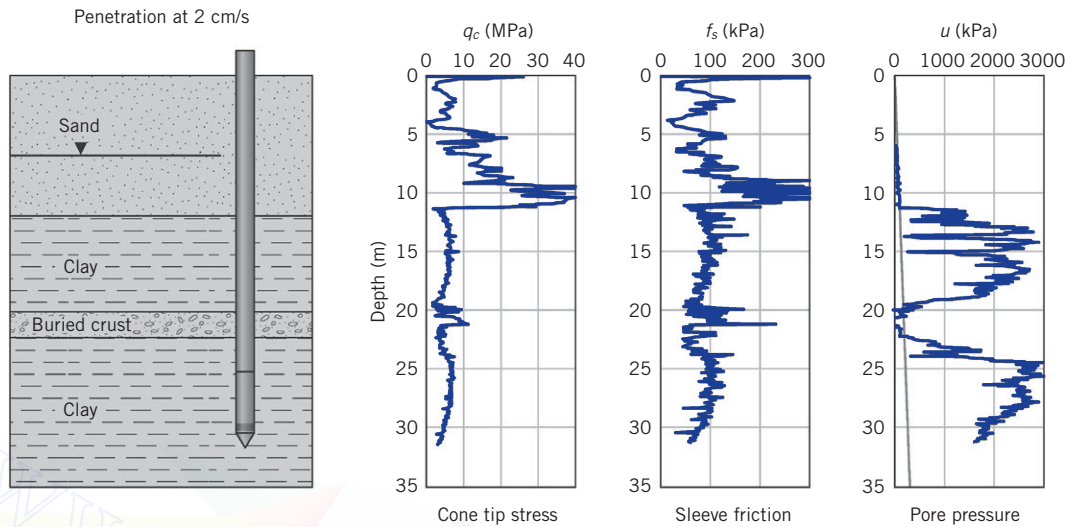 Penetration at 2 cm/s
Sand
Clay
Buried crust
Clay
qc (MPa)
0 10 20 30 40
0
5
10
15
20
25
30
35
Depth (m)
Cone tip stress
fs (kPa)
0 100 200 300
0
5
10
15
20
25
30
35
Sleeve friction
u (kPa)
0 1000 2000 3000
0
5
10
15
20
25
30
35
Pore pressure